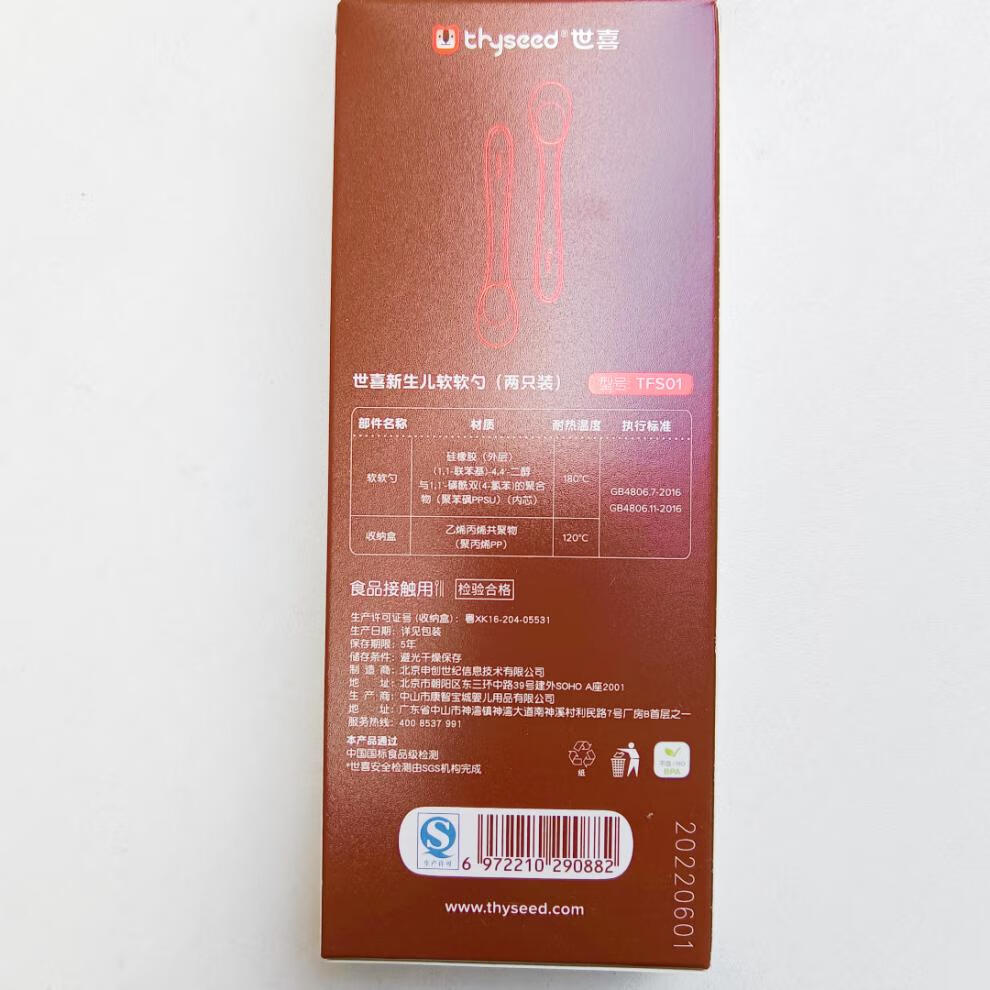 thyseed®世喜
世喜新生儿软软勺（两只装） 型号: TFS01
部件名称 材质 耐热温度 执行标准
软软勺 硅橡胶（外层）
(1,1-联苯基)-4,4'-二醇
与1,1'-磺酰双(4-氯苯)的聚合
物（聚苯砜PPSU）（内芯） 180°C
收纳盒 乙烯丙烯共聚物
（聚丙烯PP） 120°C
GB4806.7-2016
GB4806.11-2016
食品接触用 检验合格
生产许可证号 (收纳盒)：粤XK16-204-05531
生产日期：详见包装
保存期限：5年
储存条件：避光干燥保存
制 造 商：北京申创世纪信息技术有限公司
地 址：北京市朝阳区东三环中路39号建外SOHO A座2001
生 产 商：中山市康智宝城婴儿用品有限公司
地 址：广东省中山市神湾镇神湾大道南神溪村利民路7号厂房B首层之一
服务热线：400 8537 991
本产品通过
中国国标食品级检测
*世喜安全检测由SGS机构完成
纸
不含/NO
BPA
QS
生产许可
6 972210 290882
20220601
www.thyseed.com